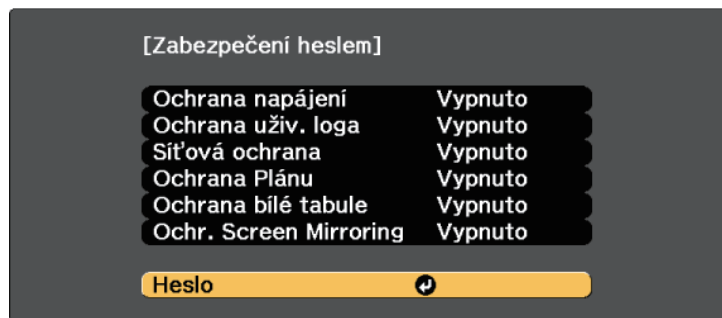 [Zabezpečení heslem]
Ochrana napájení Vypnuto
Ochrana uživ. loga Vypnuto
Síťová ochrana Vypnuto
Ochrana Plánu Vypnuto
Ochrana bílé tabule Vypnuto
Ochr. Screen Mirroring Vypnuto
Heslo